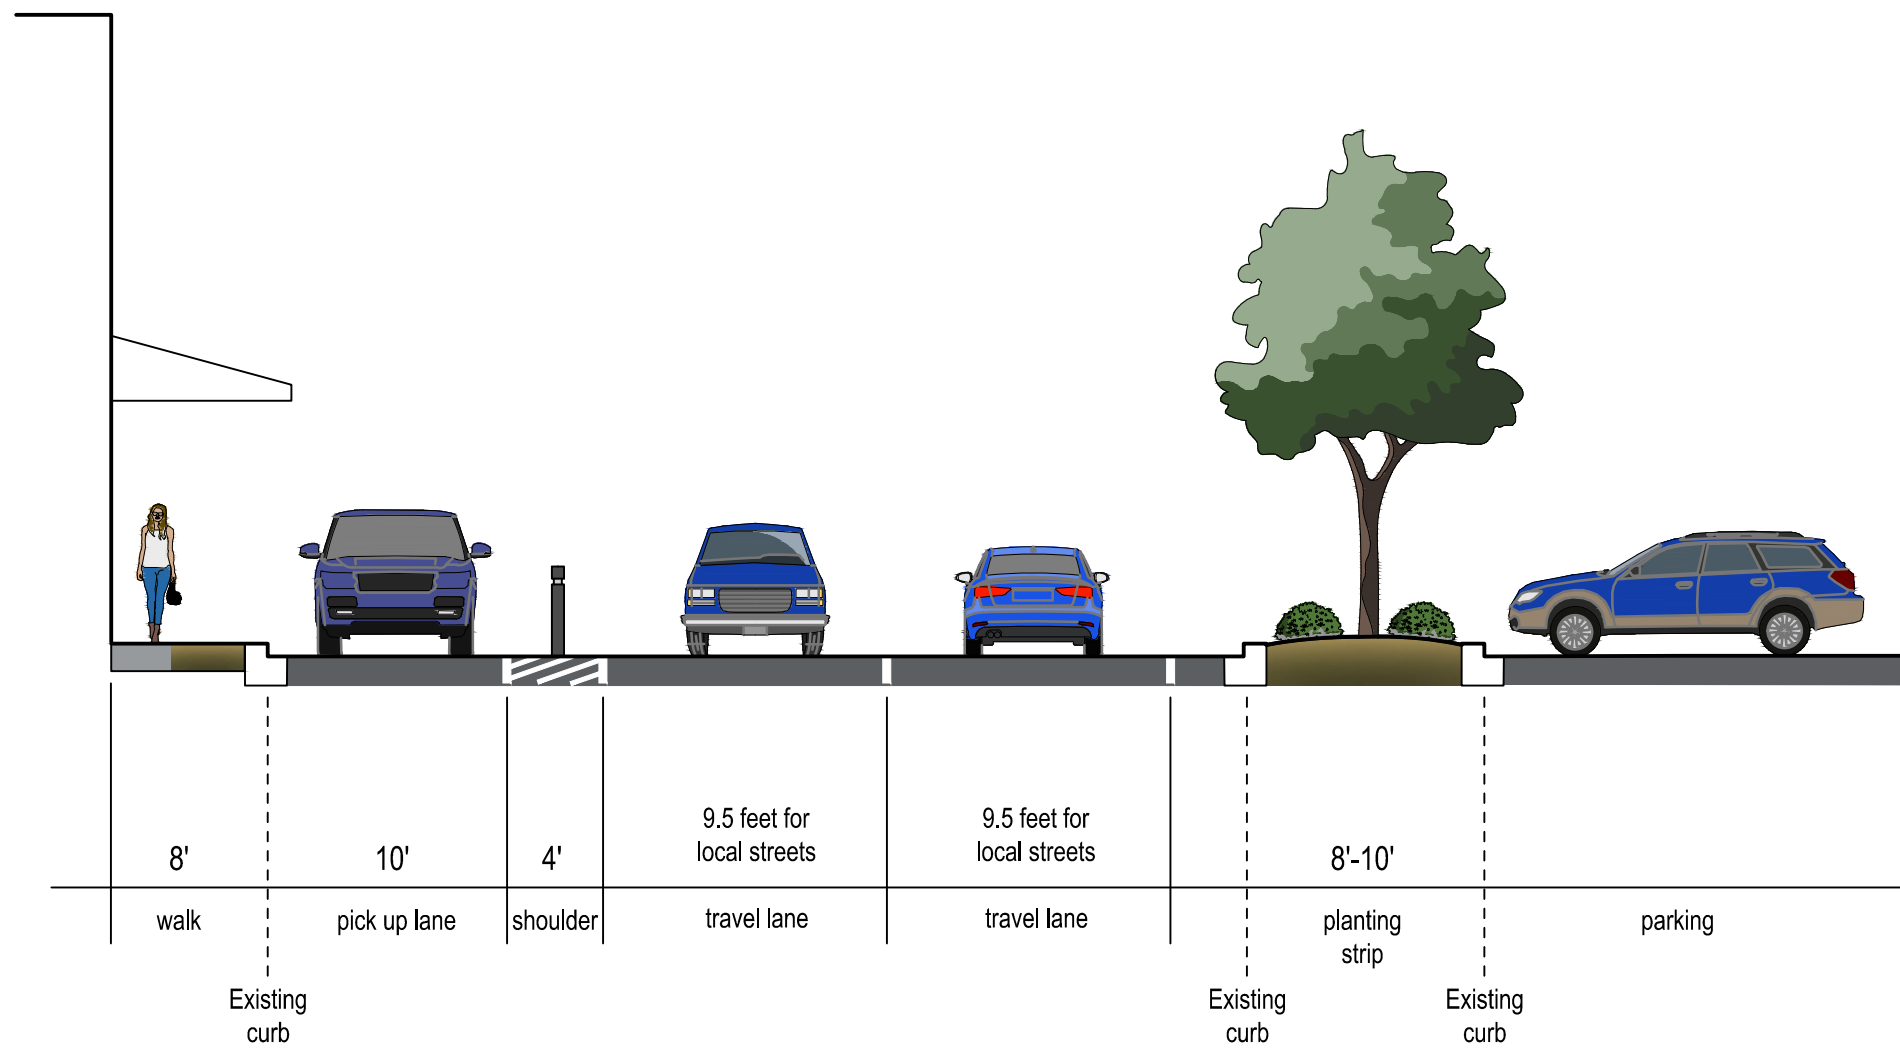 9.5 feet for
local streets
9.5 feet for
local streets
8'
10'
4'
8'-10'
walk
pick up lane
shoulder
travel lane
travel lane
planting
strip
parking
Existing
curb
Existing
curb
Existing
curb